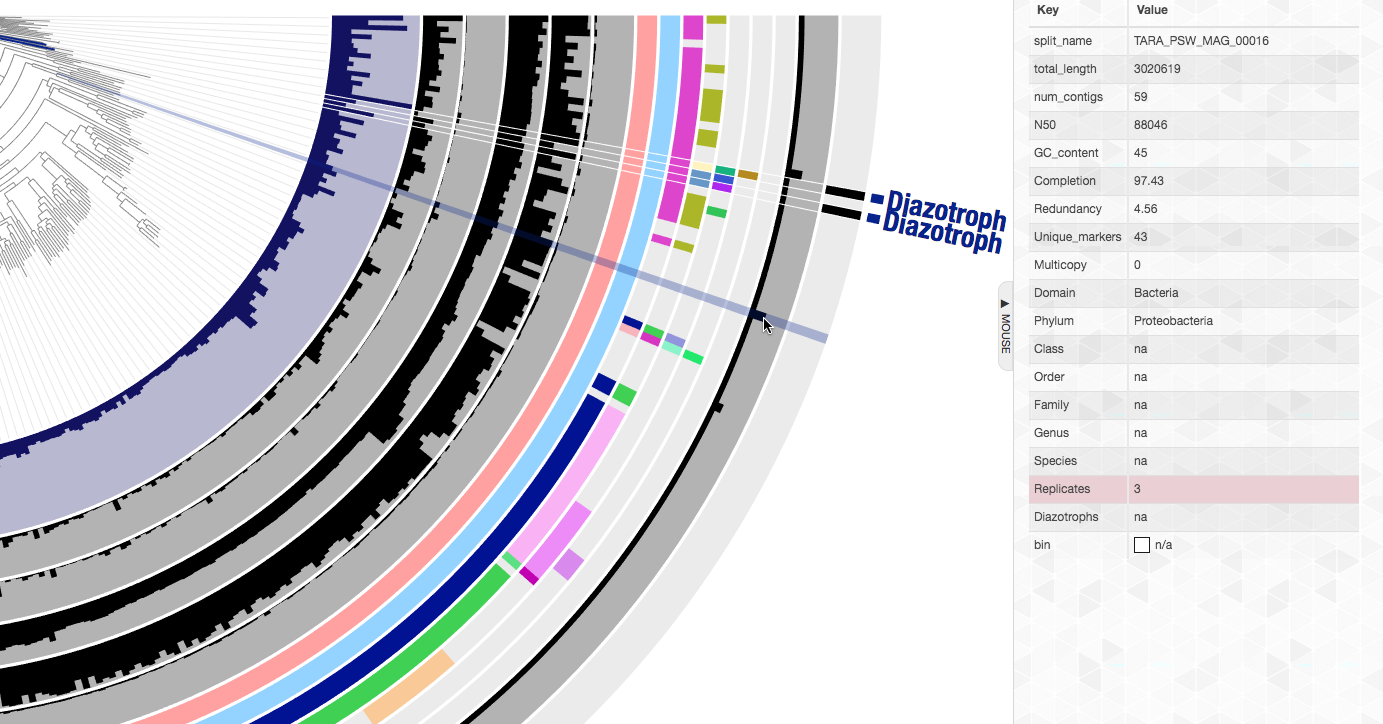 Diazotroph
Diazotroph
MOUSE
Key Value
split_name TARA_PSW_MAG_00016
total_length 3020619
num_contigs 59
N50 88046
GC_content 45
Completion 97.43
Redundancy 4.56
Unique_markers 43
Multicopy 0
Domain Bacteria
Phylum Proteobacteria
Class na
Order na
Family na
Genus na
Species na
Replicates 3
Diazotrophs na
bin n/a